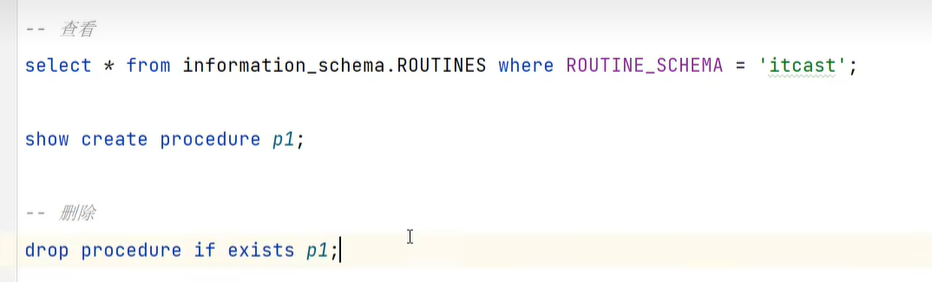 -- 查看
select * from information_schema.ROUTINES where ROUTINE_SCHEMA = 'itcast';
show create procedure p1;
-- 删除
drop procedure if exists p1;